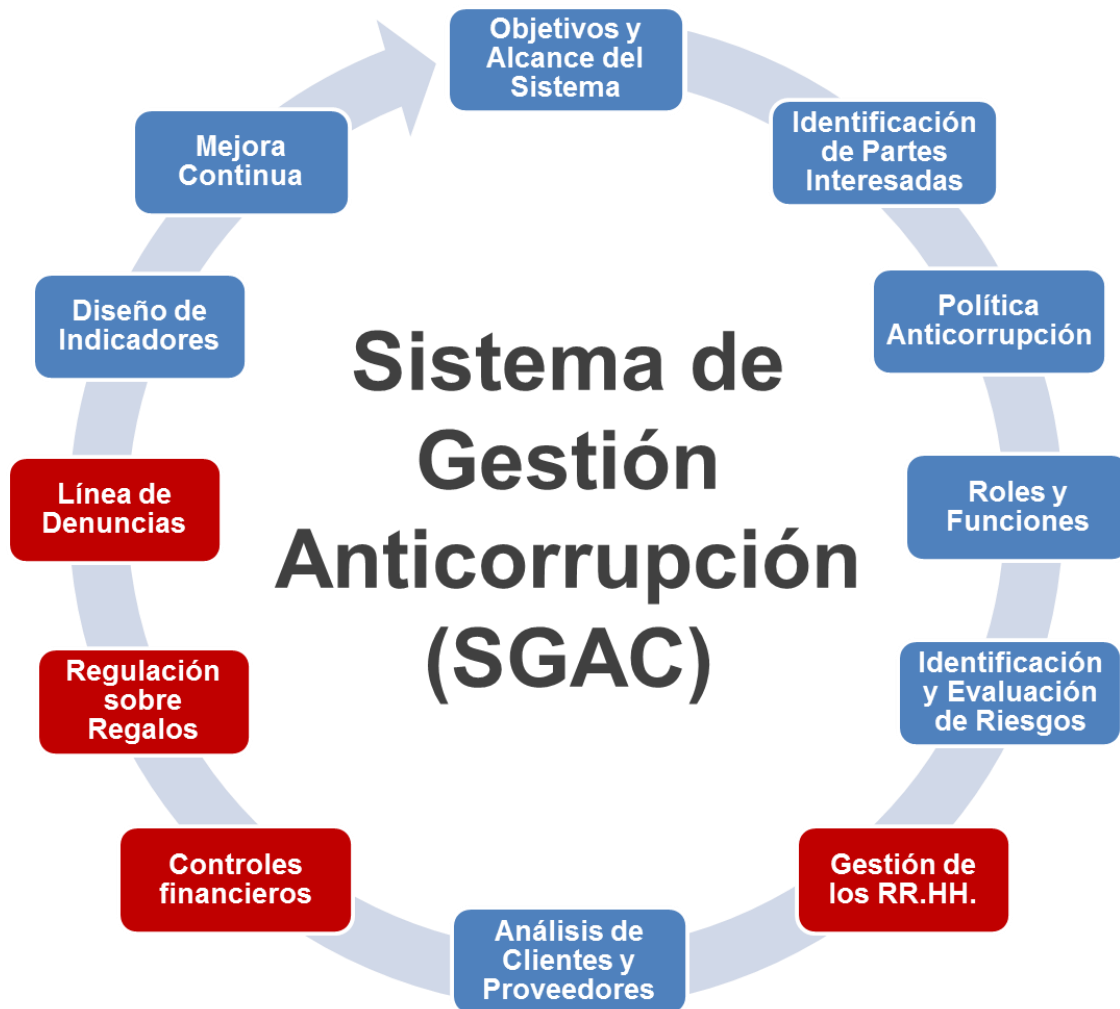 Objetivos y
Alcance del
Sistema
Identificación
de Partes
Interesadas
Política
Anticorrupción
Roles y
Funciones
Identificación
y Evaluación
de Riesgos
Gestión de
los RR.HH.
Análisis de
Clientes y
Proveedores
Controles
financieros
Regulación
sobre
Regalos
Línea de
Denuncias
Diseño de
Indicadores
Mejora
Continua
Sistema de
Gestión
Anticorrupción
(SGAC)